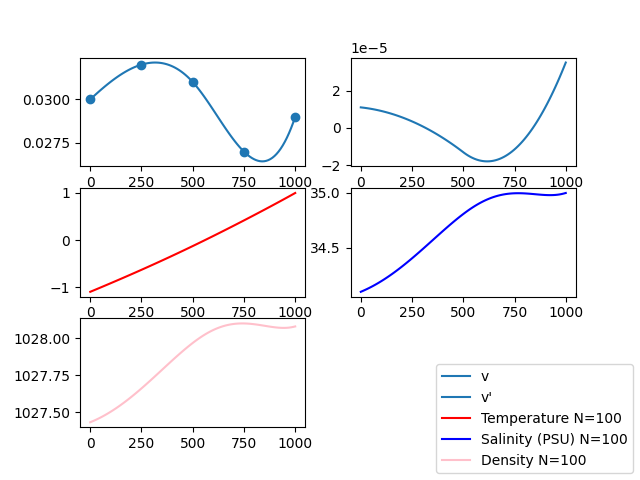 1e−5
0.0300
0.0275
0 250 500 750 1000
2
0
−2
0 250 500 750 1000
1
0
−1
0 250 500 750 1000
35.0
34.5
0 250 500 750 1000
1028.00
1027.75
1027.50
0 250 500 750 1000
v
v'
Temperature N=100
Salinity (PSU) N=100
Density N=100